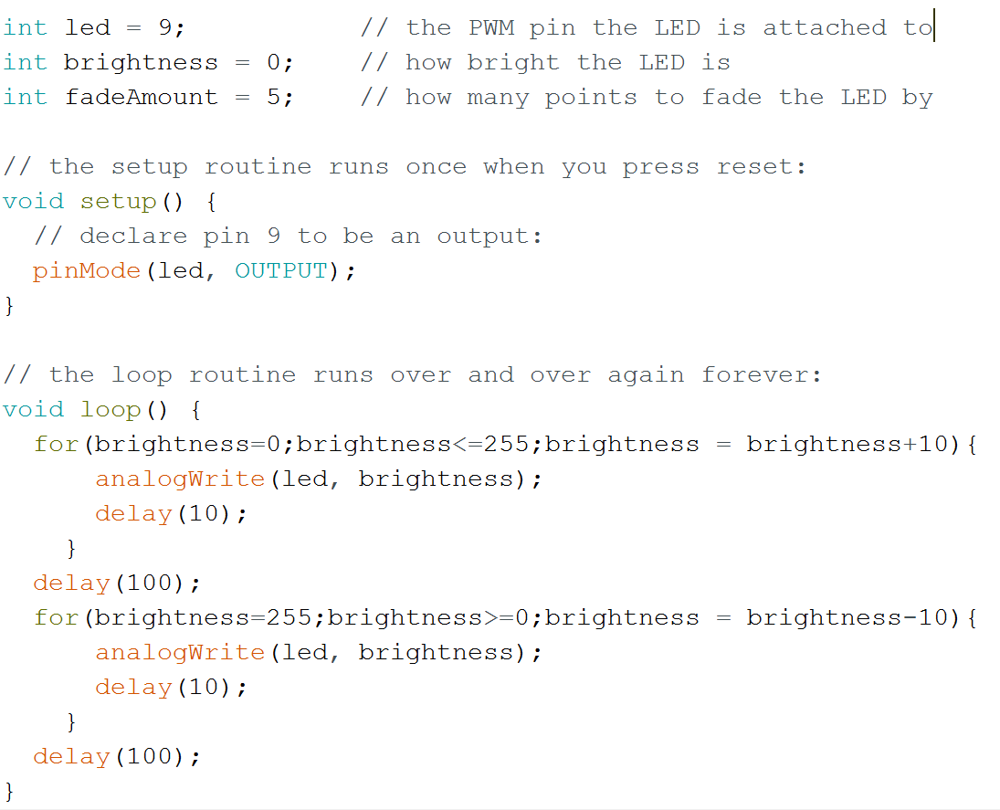 int led = 9;           // the PWM pin the LED is attached to
int brightness = 0;    // how bright the LED is
int fadeAmount = 5;    // how many points to fade the LED by

// the setup routine runs once when you press reset:
void setup() {
  // declare pin 9 to be an output:
  pinMode(led, OUTPUT);
}

// the loop routine runs over and over again forever:
void loop() {
  for(brightness=0;brightness<=255;brightness = brightness+10){
      analogWrite(led, brightness);
      delay(10);
    }
  delay(100);
  for(brightness=255;brightness>=0;brightness = brightness-10){
      analogWrite(led, brightness);
      delay(10);
    }
  delay(100);
}